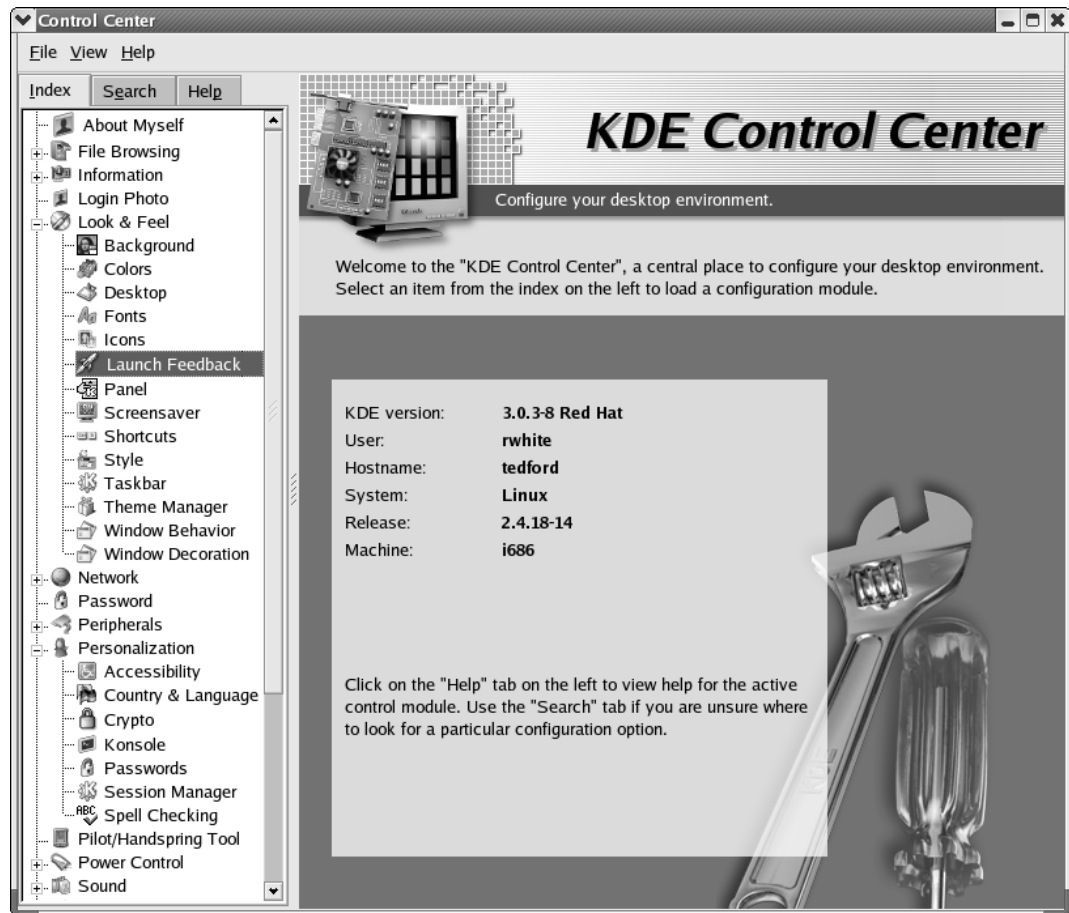 Control Center
File View Help
Index Search Help
About Myself
File Browsing
Information
Login Photo
Look & Feel
Background
Colors
Desktop
Fonts
Icons
Launch Feedback
Panel
Screensaver
Shortcuts
Style
Taskbar
Theme Manager
Window Behavior
Window Decoration
Network
Password
Peripherals
Personalization
Accessibility
Country & Language
Crypto
Konsole
Passwords
Session Manager
ABC
Spell Checking
Pilot/Handspring Tool
Power Control
Sound
KDE Control Center
Configure your desktop environment.
Welcome to the "KDE Control Center", a central place to configure your desktop environment.
Select an item from the index on the left to load a configuration module.
KDE version: 3.0.3-8 Red Hat
User: rwhite
Hostname: tedford
System: Linux
Release: 2.4.18-14
Machine: i686
Click on the "Help" tab on the left to view help for the active
control module. Use the "Search" tab if you are unsure where
to look for a particular configuration option.
KDE